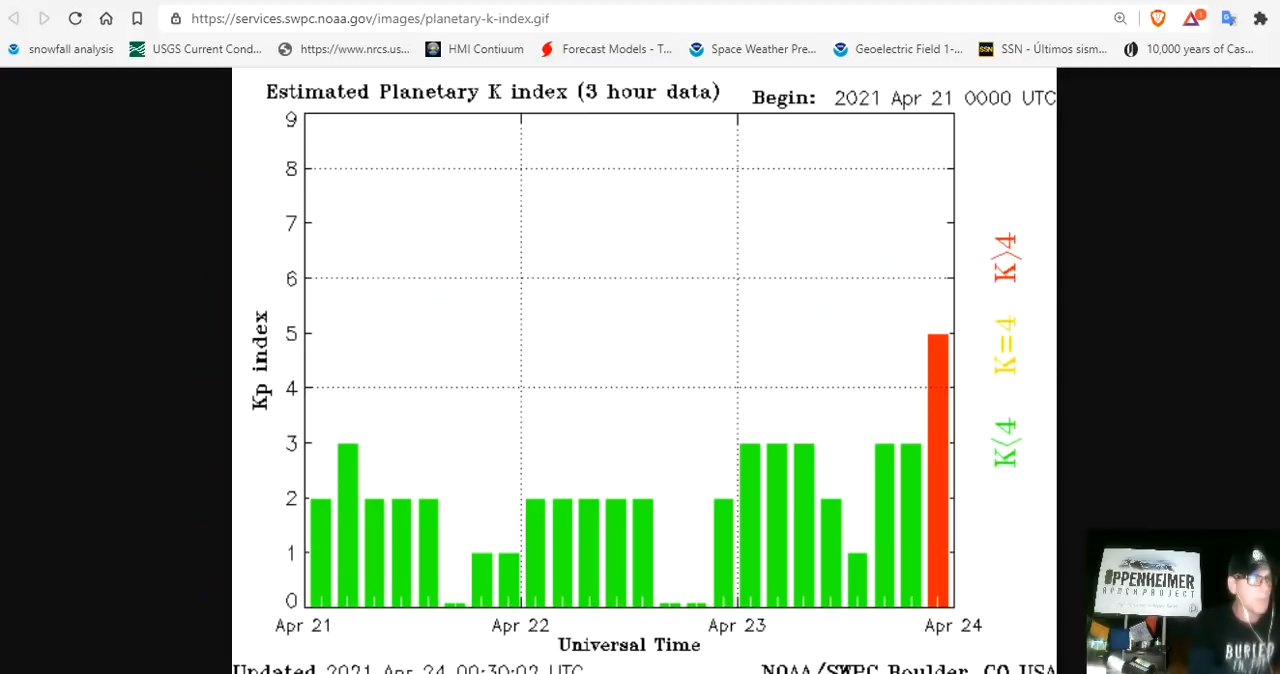 https://services.swpc.noaa.gov/images/planetary-k-index.gif
snowfall analysis
USGS Current Cond...
https://www.nrcs.us...
HMI Contiuum
Forecast Models - T...
Space Weather Pre...
Geoelectric Field 1-...
SSN
SSN - Últimos sism...
10,000 years of Cas...
Estimated Planetary K index (3 hour data)
Begin: 2021 Apr 21 0000 UTC
9
8
7
6
5
4
3
2
1
0
Kp index
K>4
K=4
K<4
Apr 21
Apr 22
Apr 23
Apr 24
Universal Time
Updated 2021 Apr 24 00:30:02 UTC
NOAA/SWPC Boulder, CO USA
OPPENHEIMER
PROJECT
BURIED